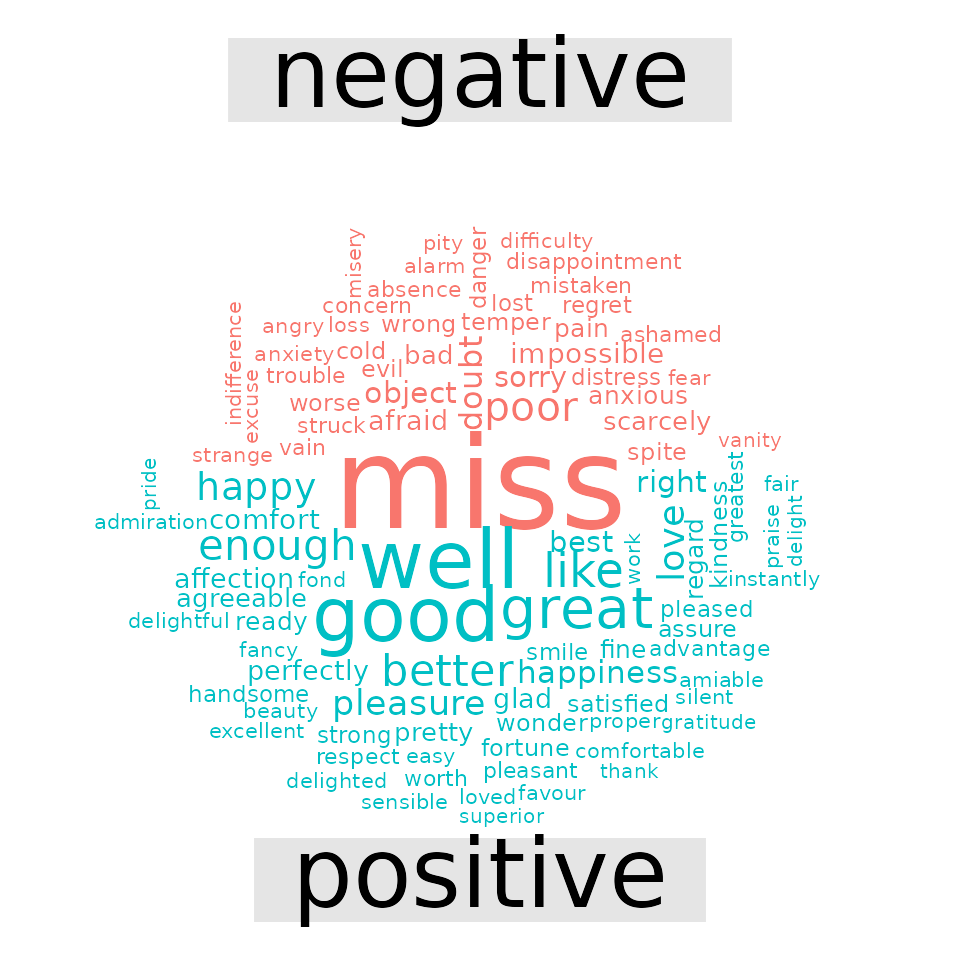 negative
misery
pity
danger
difficulty
alarm
disappointment
absence
mistaken
concern
lost
regret
indifference
angry
loss
wrong
temper
pain
ashamed
anxiety
cold
bad
doubt
impossible
trouble
evil
sorry
distress
fear
excuse
worse
object
poor
anxious
struck
afraid
scarcely
strange
vain
miss
spite
vanity
pride
happy
right
greatest
fair
admiration
comfort
love
kindness
praise
delight
enough
well
best
work
regard
affection
fond
like
instantly
agreeable
good
great
pleased
delightful
ready
assure
fancy
smile
fine
advantage
perfectly
better
happiness
amiable
handsome
pleasure
glad
satisfied
silent
beauty
wonder
proper
gratitude
excellent
strong
pretty
fortune
comfortable
respect
easy
pleasant
thank
delighted
worth
sensible
loved
favour
superior
positive